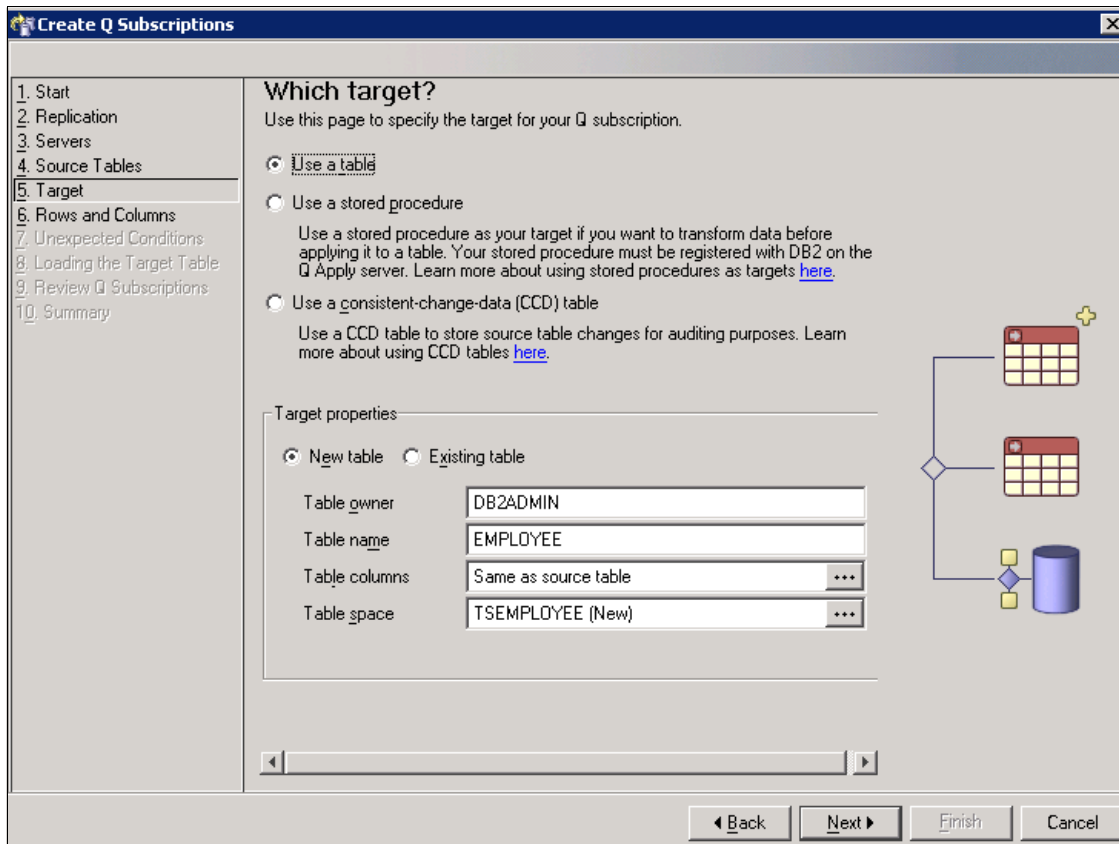 Create Q Subscriptions
1. Start
2. Replication
3. Servers
4. Source Tables
5. Target
6. Rows and Columns
7. Unexpected Conditions
8. Loading the Target Table
9. Review Q Subscriptions
10. Summary
Which target?
Use this page to specify the target for your Q subscription.
Use a table
Use a stored procedure
Use a stored procedure as your target if you want to transform data before
applying it to a table. Your stored procedure must be registered with DB2 on the
Q Apply server. Learn more about using stored procedures as targets here.
Use a consistent-change-data (CCD) table
Use a CCD table to store source table changes for auditing purposes. Learn
more about using CCD tables here.
Target properties
New table Existing table
Table owner DB2ADMIN
Table name EMPLOYEE
Table columns Same as source table ...
Table space TSEMPLOYEE (New) ...
Back Next Finish Cancel